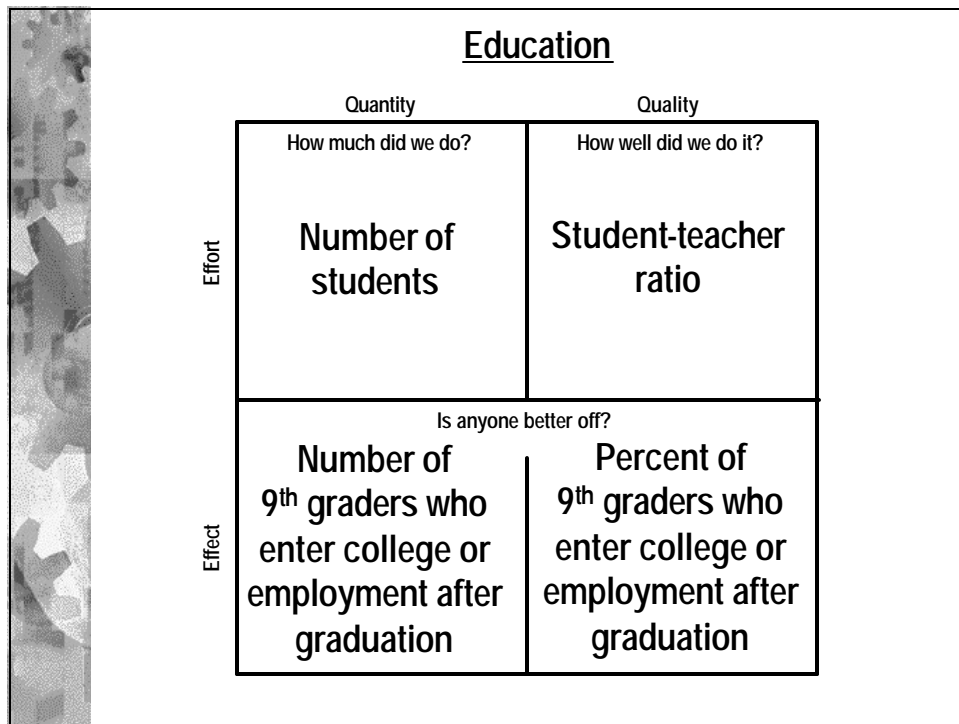 Education
Quantity
Quality
How much did we do?
How well did we do it?
Effort
Number of
students
Student-teacher
ratio
Is anyone better off?
Effect
Number of
9th graders who
enter college or
employment after
graduation
Percent of
9th graders who
enter college or
employment after
graduation